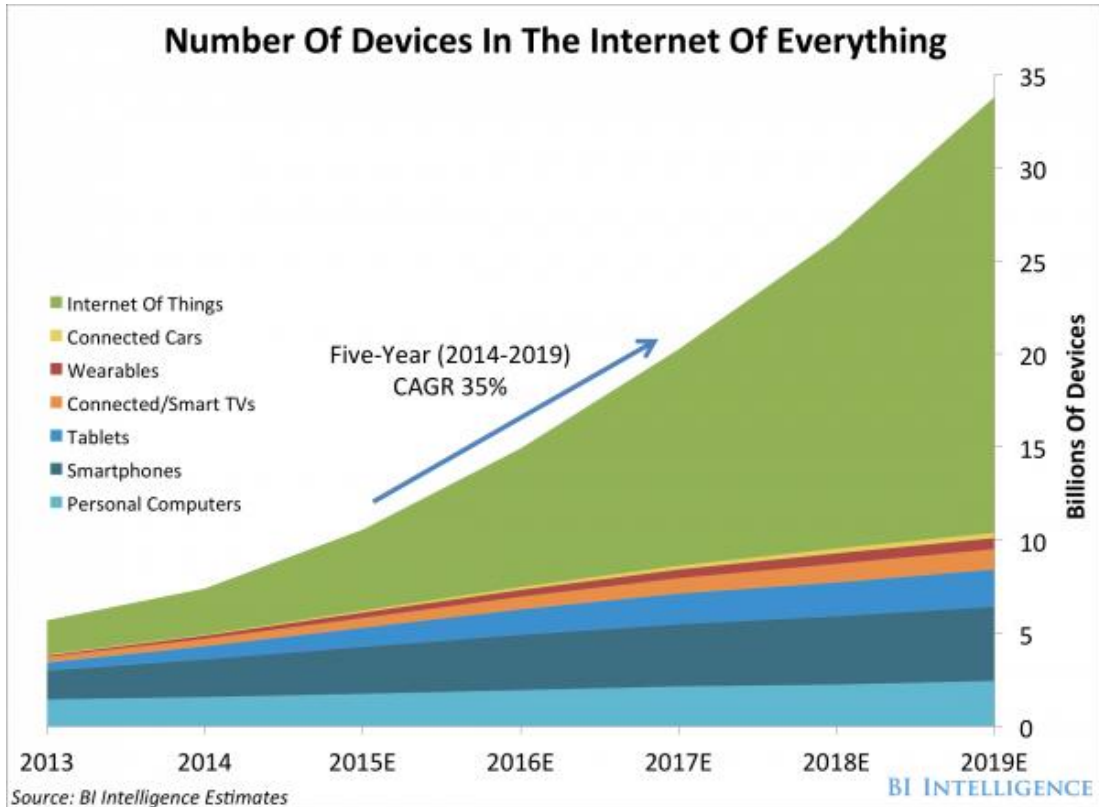 Number Of Devices In The Internet Of Everything
35
30
25
20
15
10
5
0
Billions Of Devices
Internet Of Things
Connected Cars
Wearables
Connected/Smart TVs
Tablets
Smartphones
Personal Computers
Five-Year (2014-2019)
CAGR 35%
2013 2014 2015E 2016E 2017E 2018E 2019E
Source: BI Intelligence Estimates
BI INTELLIGENCE